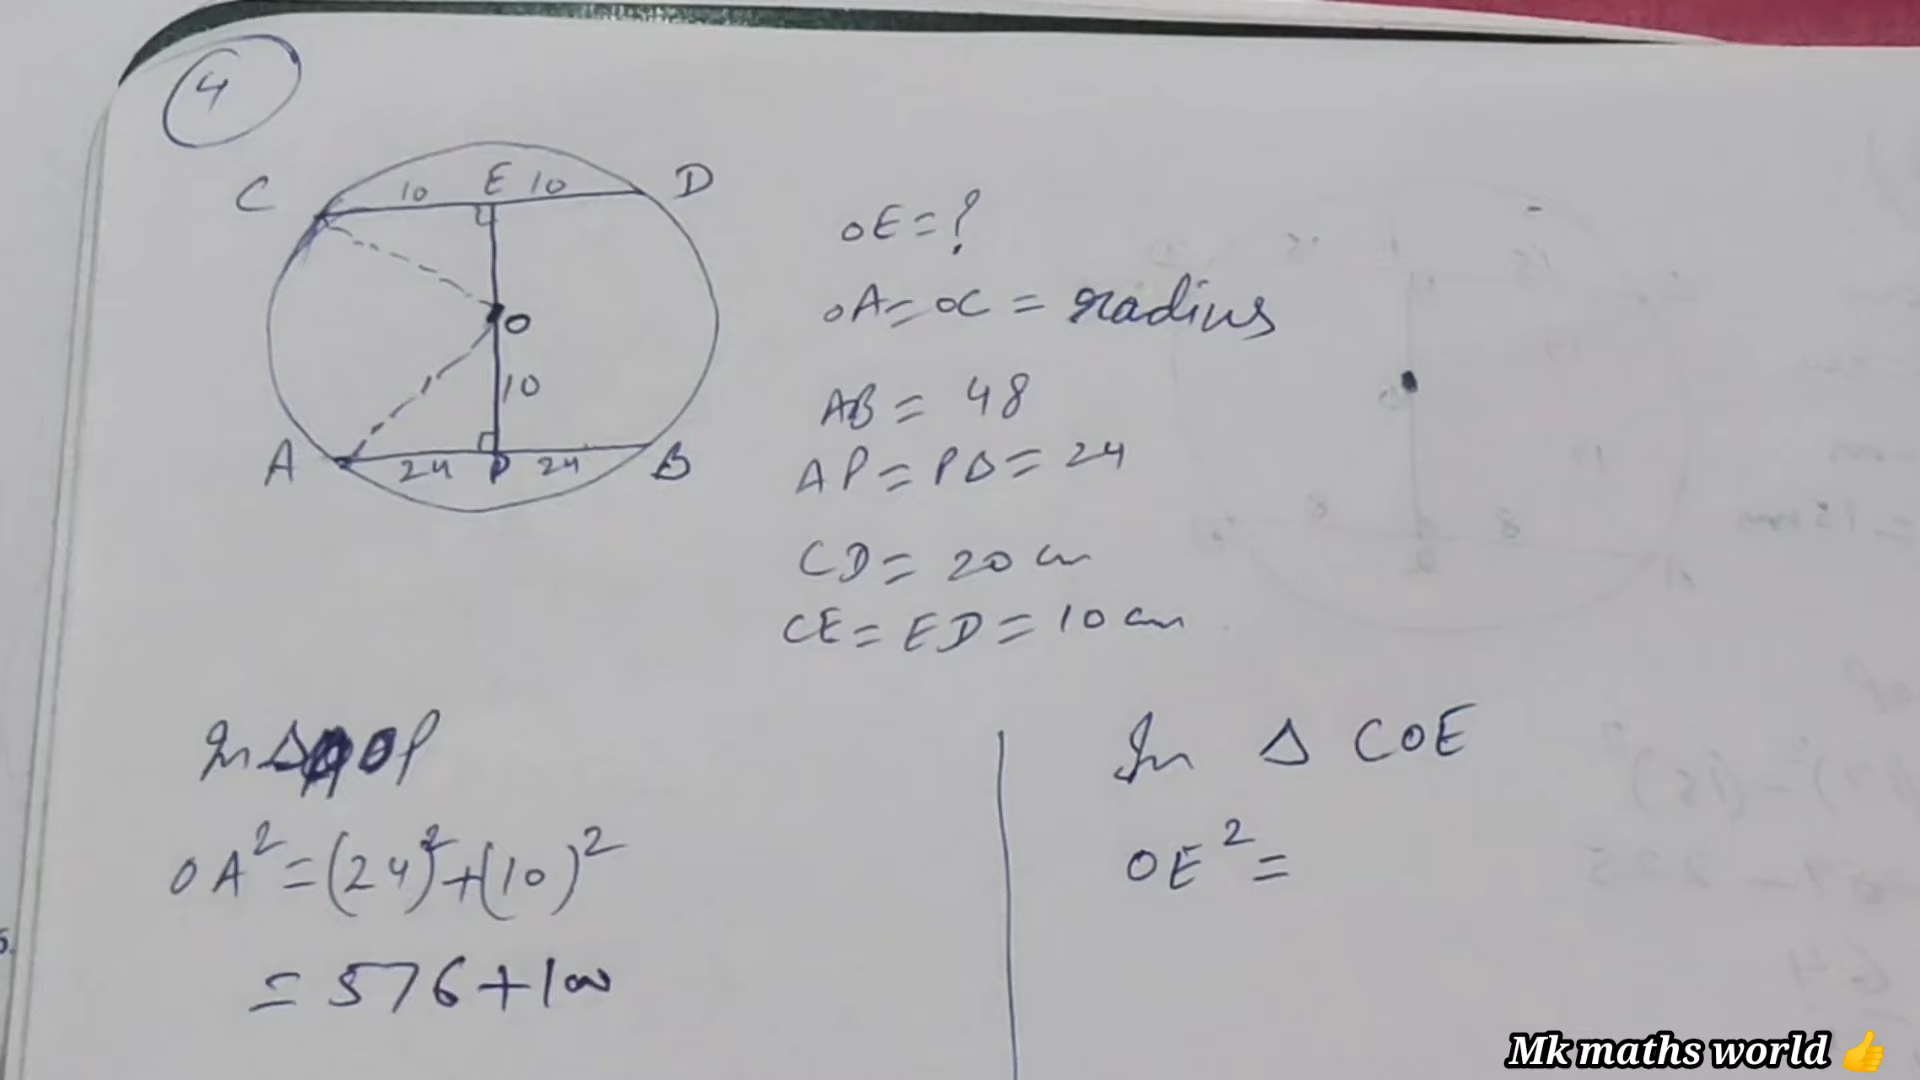 4
C 10 E 10 D
O
10
A 24 P 24 B
OE = ?
OA = OC = radius
AB = 48
AP = PB = 24
CD = 20 cm
CE = ED = 10 cm
In ΔAOP
OA² = (24)² + (10)²
= 576 + 100
In Δ COE
OE² =
Mk maths world 👍